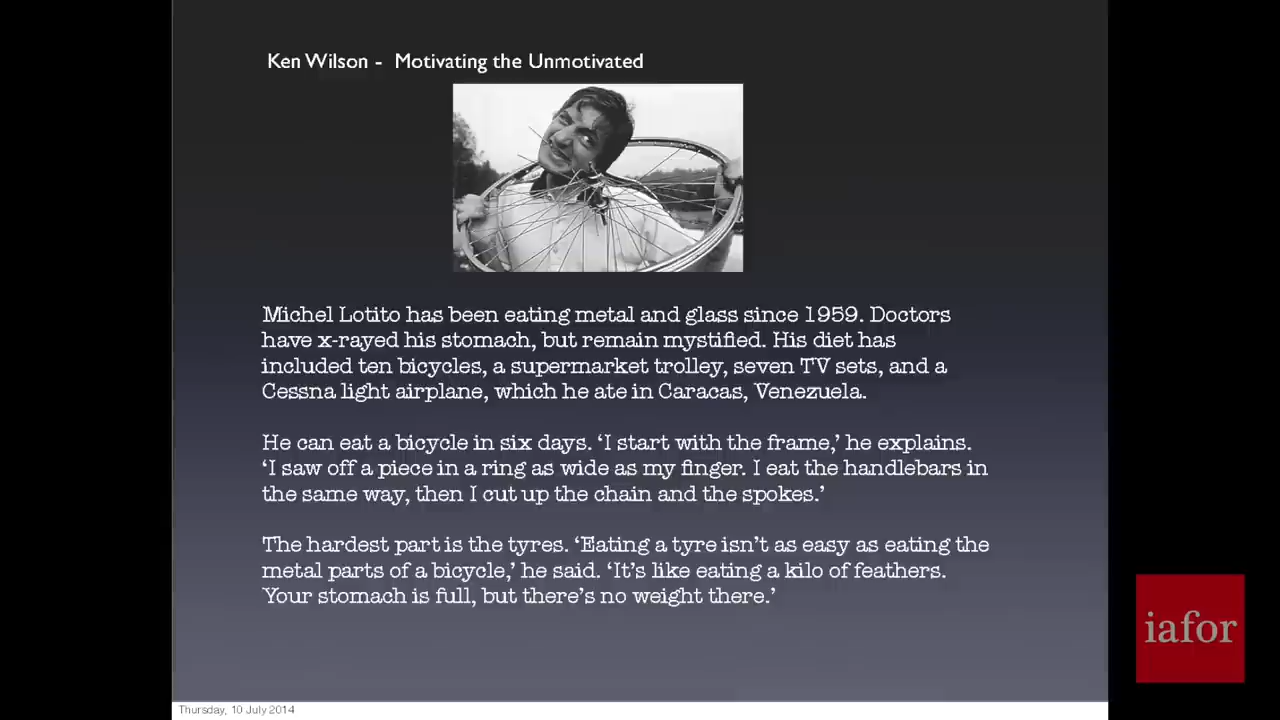 Ken Wilson - Motivating the Unmotivated
Michel Lotito has been eating metal and glass since 1959. Doctors
have x-rayed his stomach, but remain mystified. His diet has
included ten bicycles, a supermarket trolley, seven TV sets, and a
Cessna light airplane, which he ate in Caracas, Venezuela.
He can eat a bicycle in six days. ‘I start with the frame,’ he explains.
‘I saw off a piece in a ring as wide as my finger. I eat the handlebars in
the same way, then I cut up the chain and the spokes.’
The hardest part is the tyres. ‘Eating a tyre isn’t as easy as eating the
metal parts of a bicycle,’ he said. ‘It’s like eating a kilo of feathers.
Your stomach is full, but there’s no weight there.’
iafor
Thursday, 10 July 2014